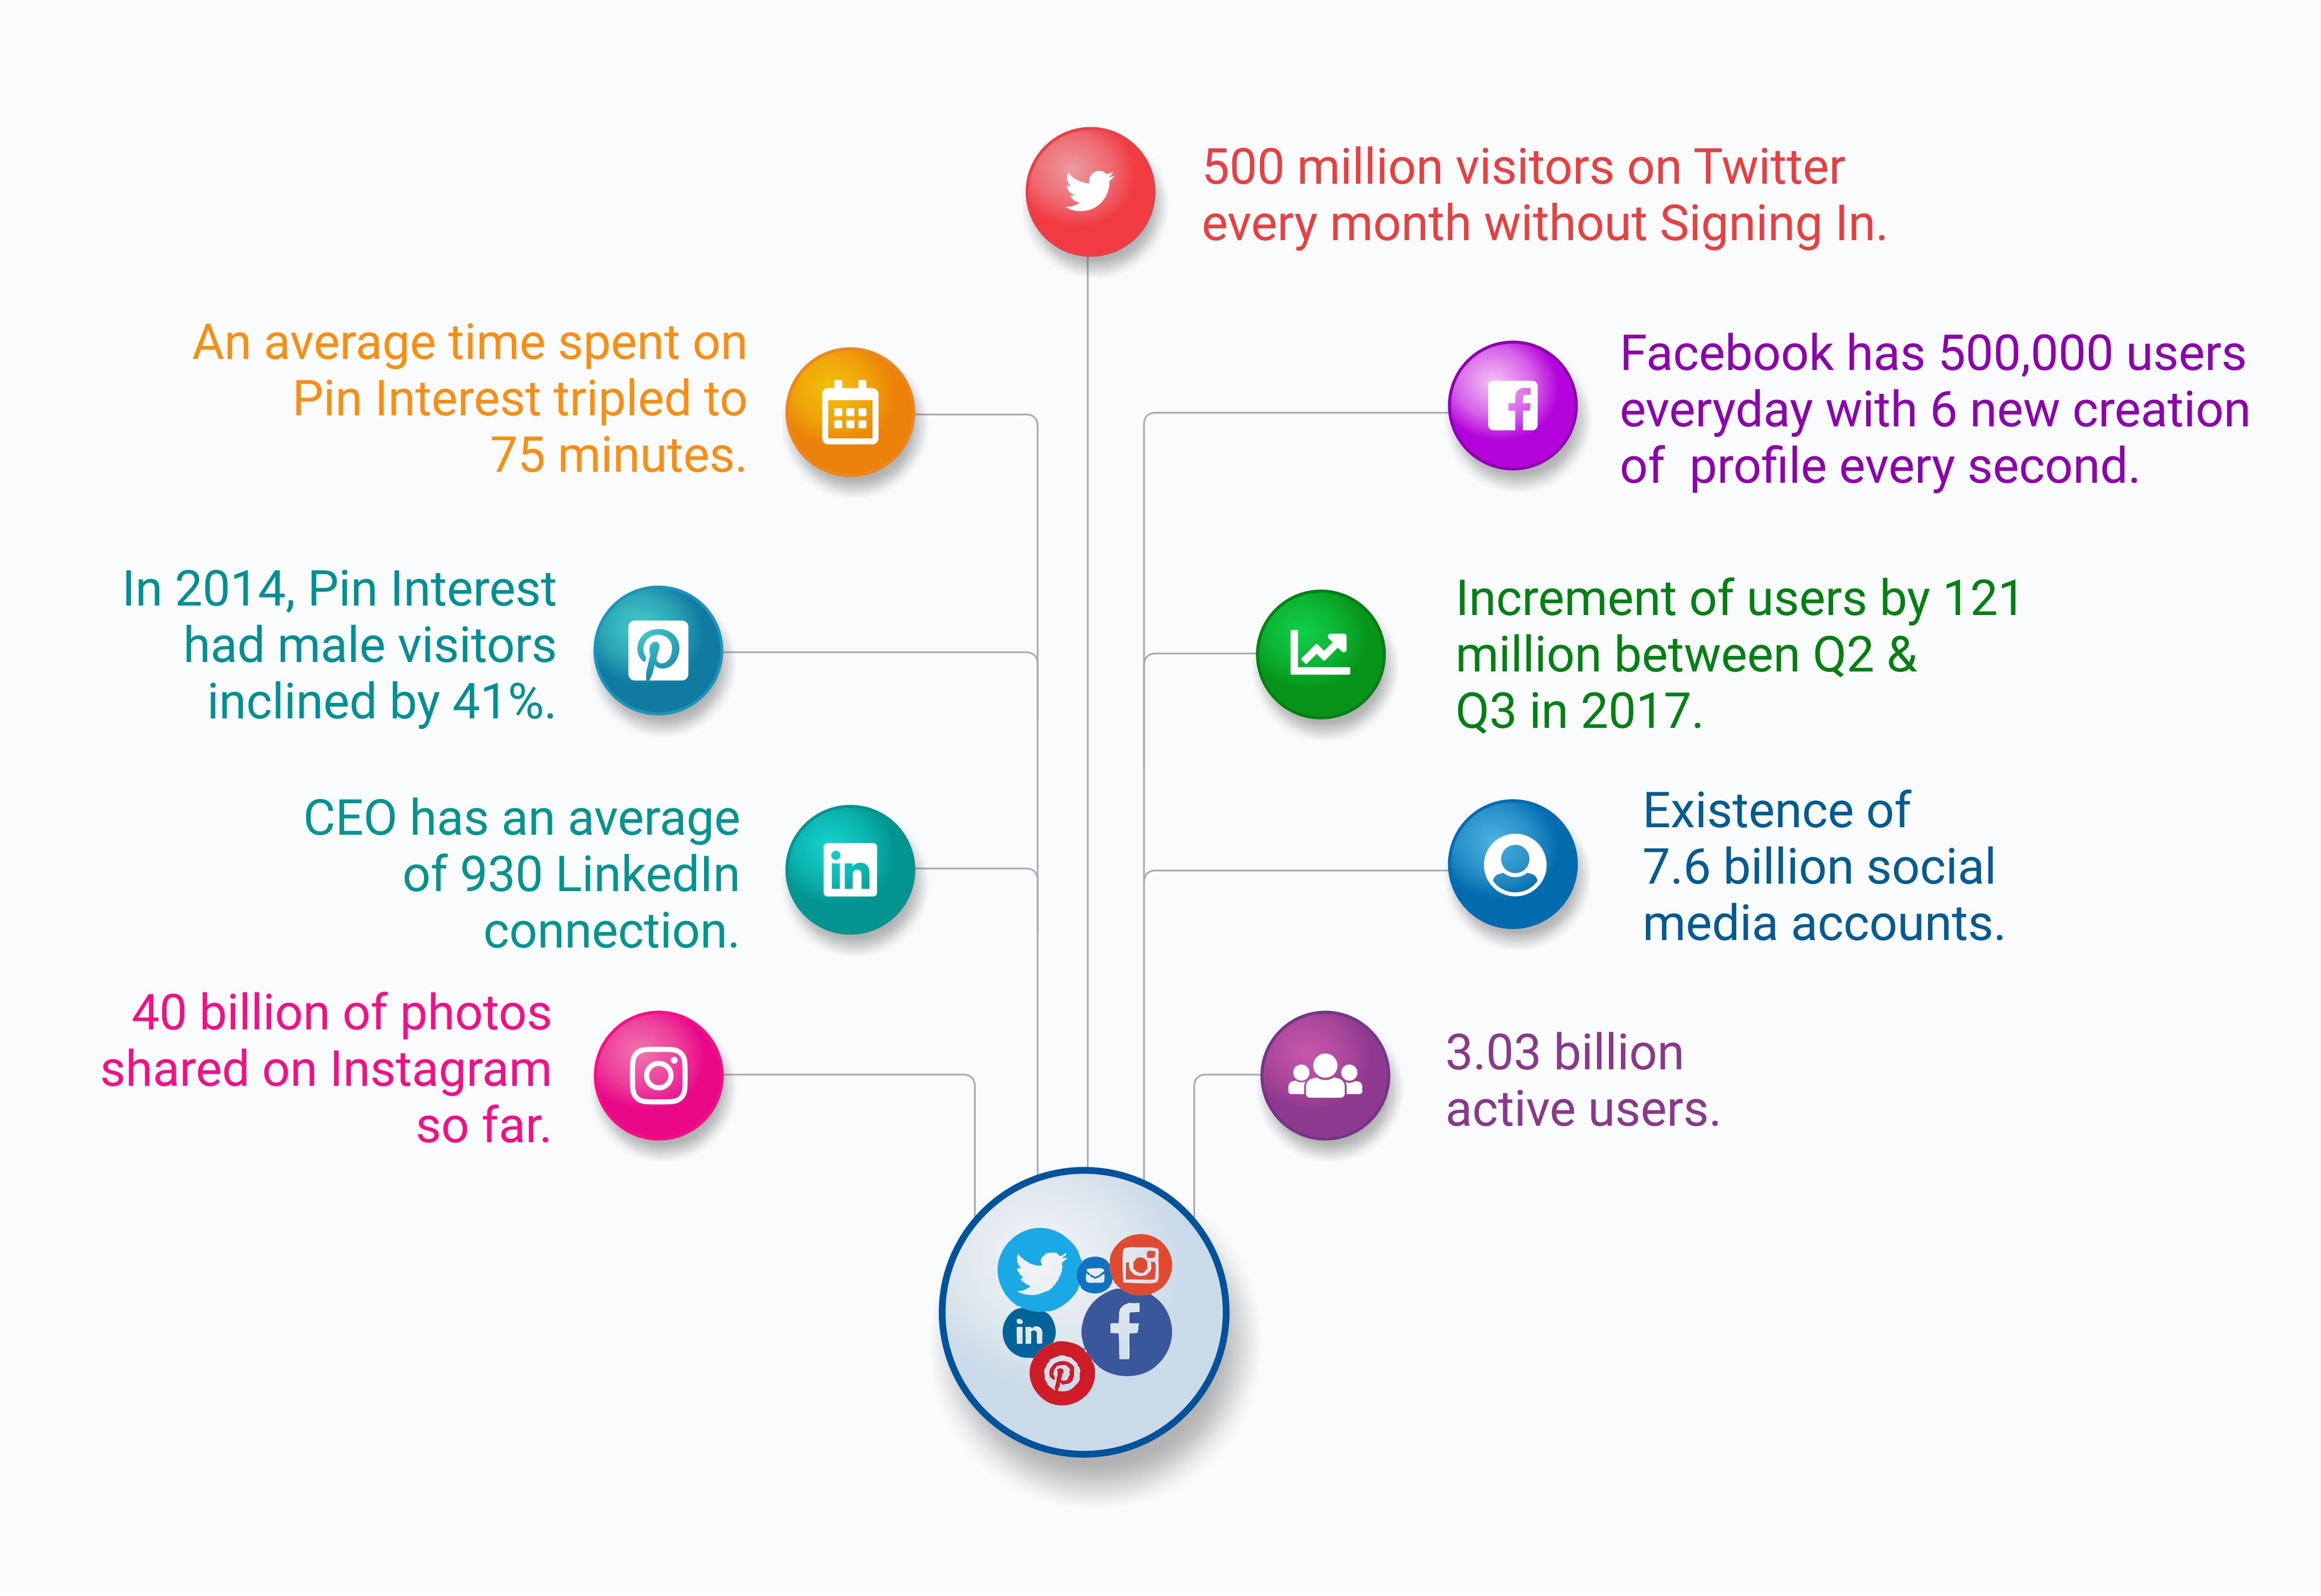 500 million visitors on Twitter
every month without Signing In.
An average time spent on
Pin Interest tripled to
75 minutes.
Facebook has 500,000 users
everyday with 6 new creation
of  profile every second.
In 2014, Pin Interest
had male visitors
inclined by 41%.
Increment of users by 121
million between Q2 &
Q3 in 2017.
CEO has an average
of 930 LinkedIn
connection.
Existence of
7.6 billion social
media accounts.
40 billion of photos
shared on Instagram
so far.
3.03 billion
active users.